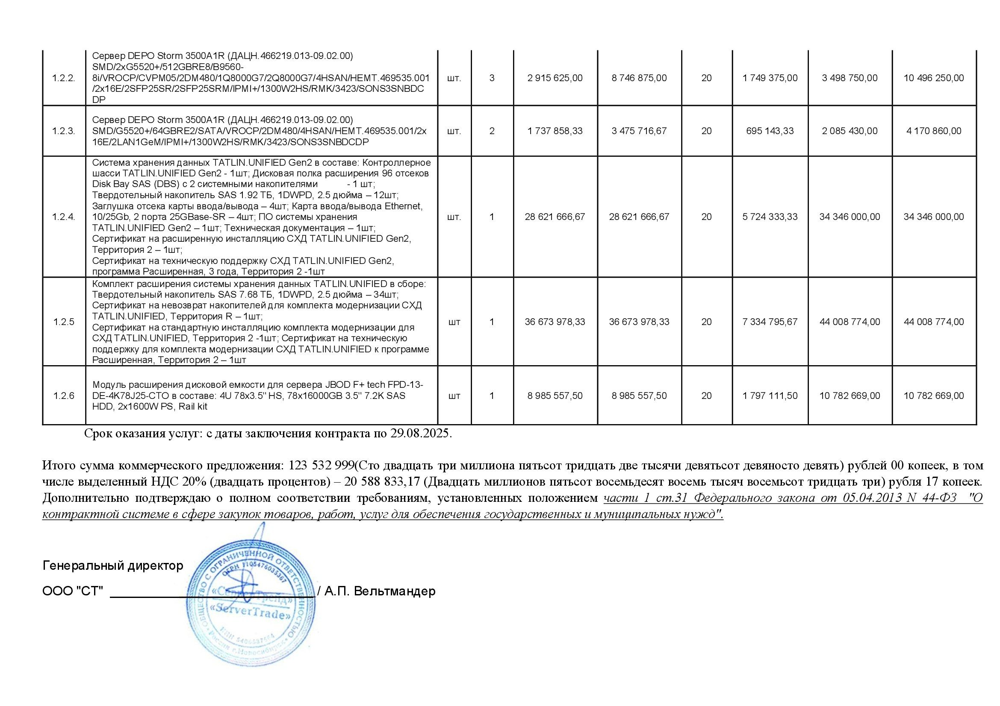 1.2.2.
Сервер DEPO Storm 3500A1R (ДАЦН.466219.013-09.02.00)
SMD/2xG5520+/512GBRE8/B9560-
8i/VROCP/CVPM05/2DM480/1Q8000G7/2Q8000G7/4HSAN/HEMT.469535.001
/2x16E/2SFP25SR/2SFP25SRM/IPMI+/1300W2HS/RMK/3423/SONS3SNBDC
DP
шт. 3 2 915 625,00 8 746 875,00 20 1 749 375,00 3 498 750,00 10 496 250,00
1.2.3.
Сервер DEPO Storm 3500A1R (ДАЦН.466219.013-09.02.00)
SMD/G5520+/64GBRE2/SATA/VROCP/2DM480/4HSAN/HEMT.469535.001/2x
16E/2LAN1GeM/IPMI+/1300W2HS/RMK/3423/SONS3SNBDCDP
шт. 2 1 737 858,33 3 475 716,67 20 695 143,33 2 085 430,00 4 170 860,00
1.2.4.
Система хранения данных TATLIN.UNIFIED Gen2 в составе: Контроллерное
шасси TATLIN.UNIFIED Gen2 - 1шт; Дисковая полка расширения 96 отсеков
Disk Bay SAS (DBS) с 2 системными накопителями - 1 шт;
Твердотельный накопитель SAS 1.92 ТБ, 1DWPD, 2.5 дюйма – 12шт;
Заглушка отсека карты ввода/вывода – 4шт; Карта ввода/вывода Ethernet,
10/25Gb, 2 порта 25GBase-SR – 4шт; ПО системы хранения
TATLIN.UNIFIED Gen2 – 1шт; Техническая документация – 1шт;
Сертификат на расширенную инсталляцию СХД TATLIN.UNIFIED Gen2,
Территория 2 – 1шт;
Сертификат на техническую поддержку СХД TATLIN.UNIFIED Gen2,
программа Расширенная, 3 года, Территория 2 -1шт
шт. 1 28 621 666,67 28 621 666,67 20 5 724 333,33 34 346 000,00 34 346 000,00
1.2.5
Комплект расширения системы хранения данных TATLIN.UNIFIED в сборе:
Твердотельный накопитель SAS 7.68 ТБ, 1DWPD, 2.5 дюйма – 34шт;
Сертификат на невозврат накопителей для комплекта модернизации СХД
TATLIN.UNIFIED, Территория R – 1шт;
Сертификат на стандартную инсталляцию комплекта модернизации для
СХД TATLIN.UNIFIED, Территория 2 -1шт; Сертификат на техническую
поддержку для комплекта модернизации СХД TATLIN.UNIFIED к программе
Расширенная, Территория 2 – 1шт
шт 1 36 673 978,33 36 673 978,33 20 7 334 795,67 44 008 774,00 44 008 774,00
1.2.6
Модуль расширения дисковой емкости для сервера JBOD F+ tech FPD-13-
DE-4K78J25-CTO в составе: 4U 78x3.5" HS, 78x16000GB 3.5" 7.2K SAS
HDD, 2x1600W PS, Rail kit
шт 1 8 985 557,50 8 985 557,50 20 1 797 111,50 10 782 669,00 10 782 669,00
Срок оказания услуг: с даты заключения контракта по 29.08.2025.
Итого сумма коммерческого предложения: 123 532 999(Сто двадцать три миллиона пятьсот тридцать две тысячи девятьсот девяносто девять) рублей 00 копеек, в том
числе выделенный НДС 20% (двадцать процентов) – 20 588 833,17 (Двадцать миллионов пятьсот восемьдесят восемь тысяч восемьсот тридцать три) рубля 17 копеек.
Дополнительно подтверждаю о полном соответствии требованиям, установленных положением части 1 ст.31 Федерального закона от 05.04.2013 N 44-ФЗ "О
контрактной системе в сфере закупок товаров, работ, услуг для обеспечения государственных и муниципальных нужд".
Генеральный директор
ООО "СТ" / А.П. Вельтмандер
ОБЩЕСТВО С ОГРАНИЧЕННОЙ ОТВЕТСТВЕННОСТЬЮ
ОГРН 1105476035367
«СерверТрейд»
«ServerTrade»
ИНН
Россия г.Новосибирск